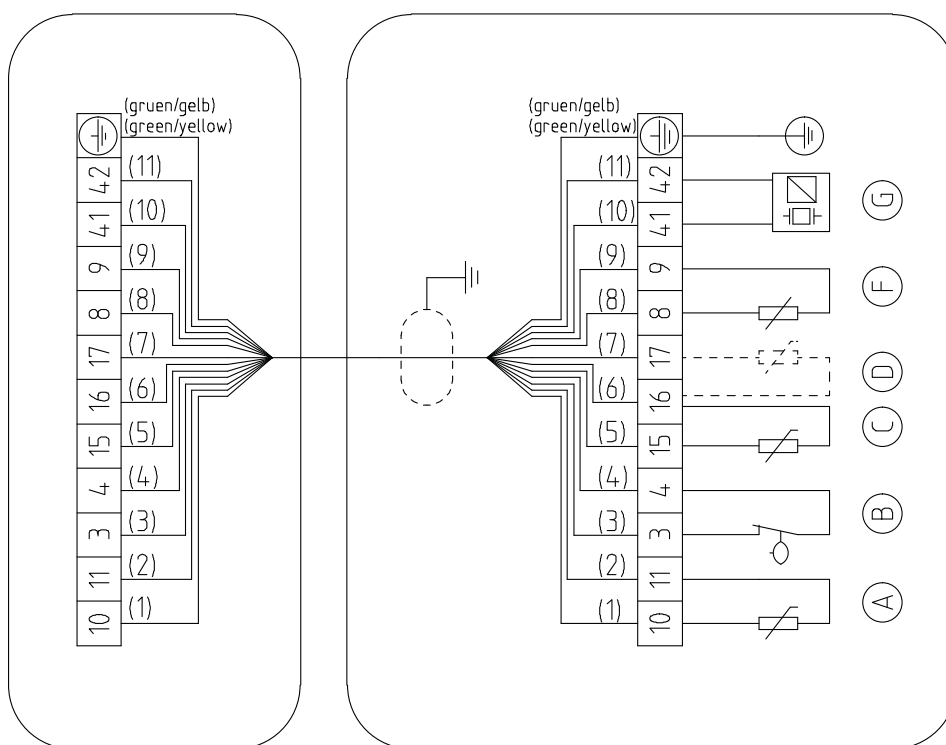 (gruen/gelb)
(green/yellow)
42 (11)
41 (10)
9 (9)
8 (8)
17 (7)
16 (6)
15 (5)
4 (4)
3 (3)
11 (2)
10 (1)
(gruen/gelb)
(green/yellow)
(11) 42
(10) 41
(9) 9
(8) 8
(7) 17
(6) 16
(5) 15
(4) 4
(3) 3
(2) 11
(1) 10
G
F
D
C
B
A